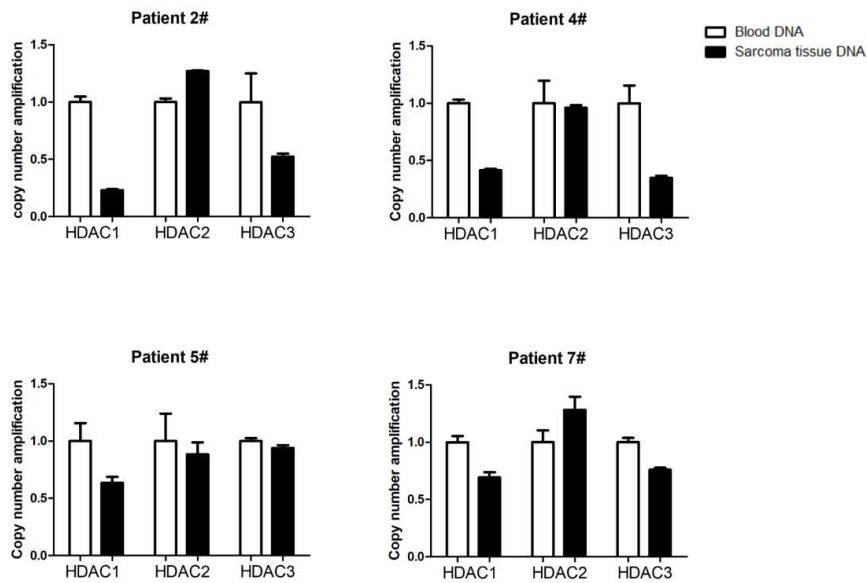 Patient 2#
copy number amplification
1.5
1.0
0.5
0.0
HDAC1 HDAC2 HDAC3
Patient 4#
Copy number amplification
1.5
1.0
0.5
0.0
HDAC1 HDAC2 HDAC3
Blood DNA
Sarcoma tissue DNA
Patient 5#
Copy number amplification
1.5
1.0
0.5
0.0
HDAC1 HDAC2 HDAC3
Patient 7#
Copy number amplification
1.5
1.0
0.5
0.0
HDAC1 HDAC2 HDAC3